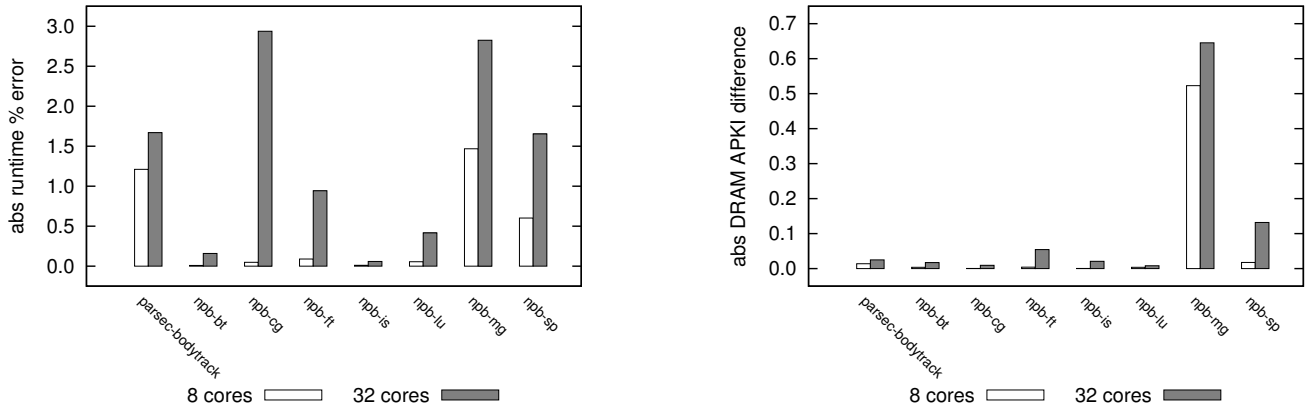 abs runtime % error
3.0
2.5
2.0
1.5
1.0
0.5
0.0
parsec-bodytrack
npb-bt
npb-cg
npb-ft
npb-is
npb-lu
npb-mg
npb-sp
8 cores
32 cores
abs DRAM APKI difference
0.7
0.6
0.5
0.4
0.3
0.2
0.1
0.0
parsec-bodytrack
npb-bt
npb-cg
npb-ft
npb-is
npb-lu
npb-mg
npb-sp
8 cores
32 cores